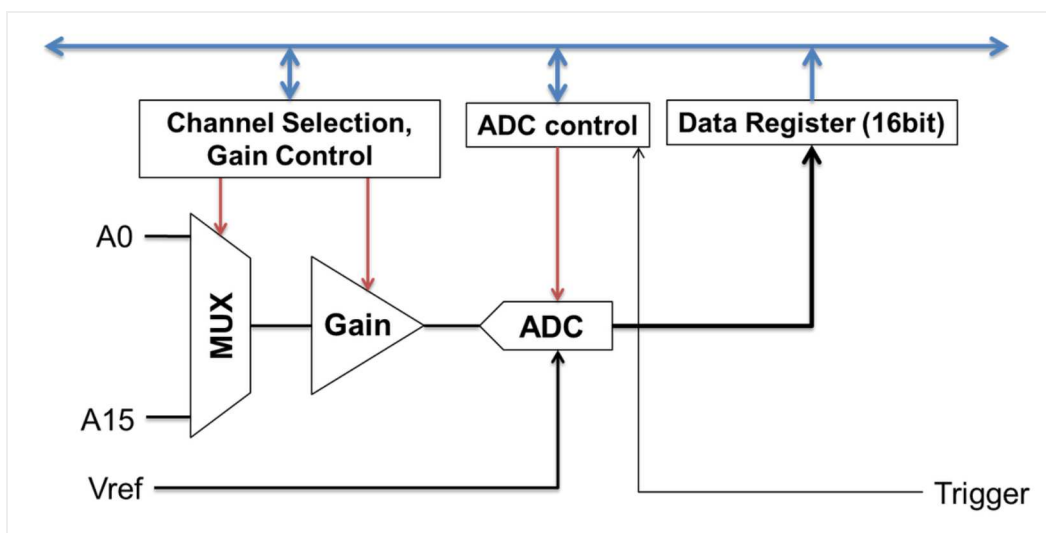 Channel Selection,
Gain Control
ADC control
Data Register (16bit)
A0
MUX
Gain
ADC
A15
Vref
Trigger